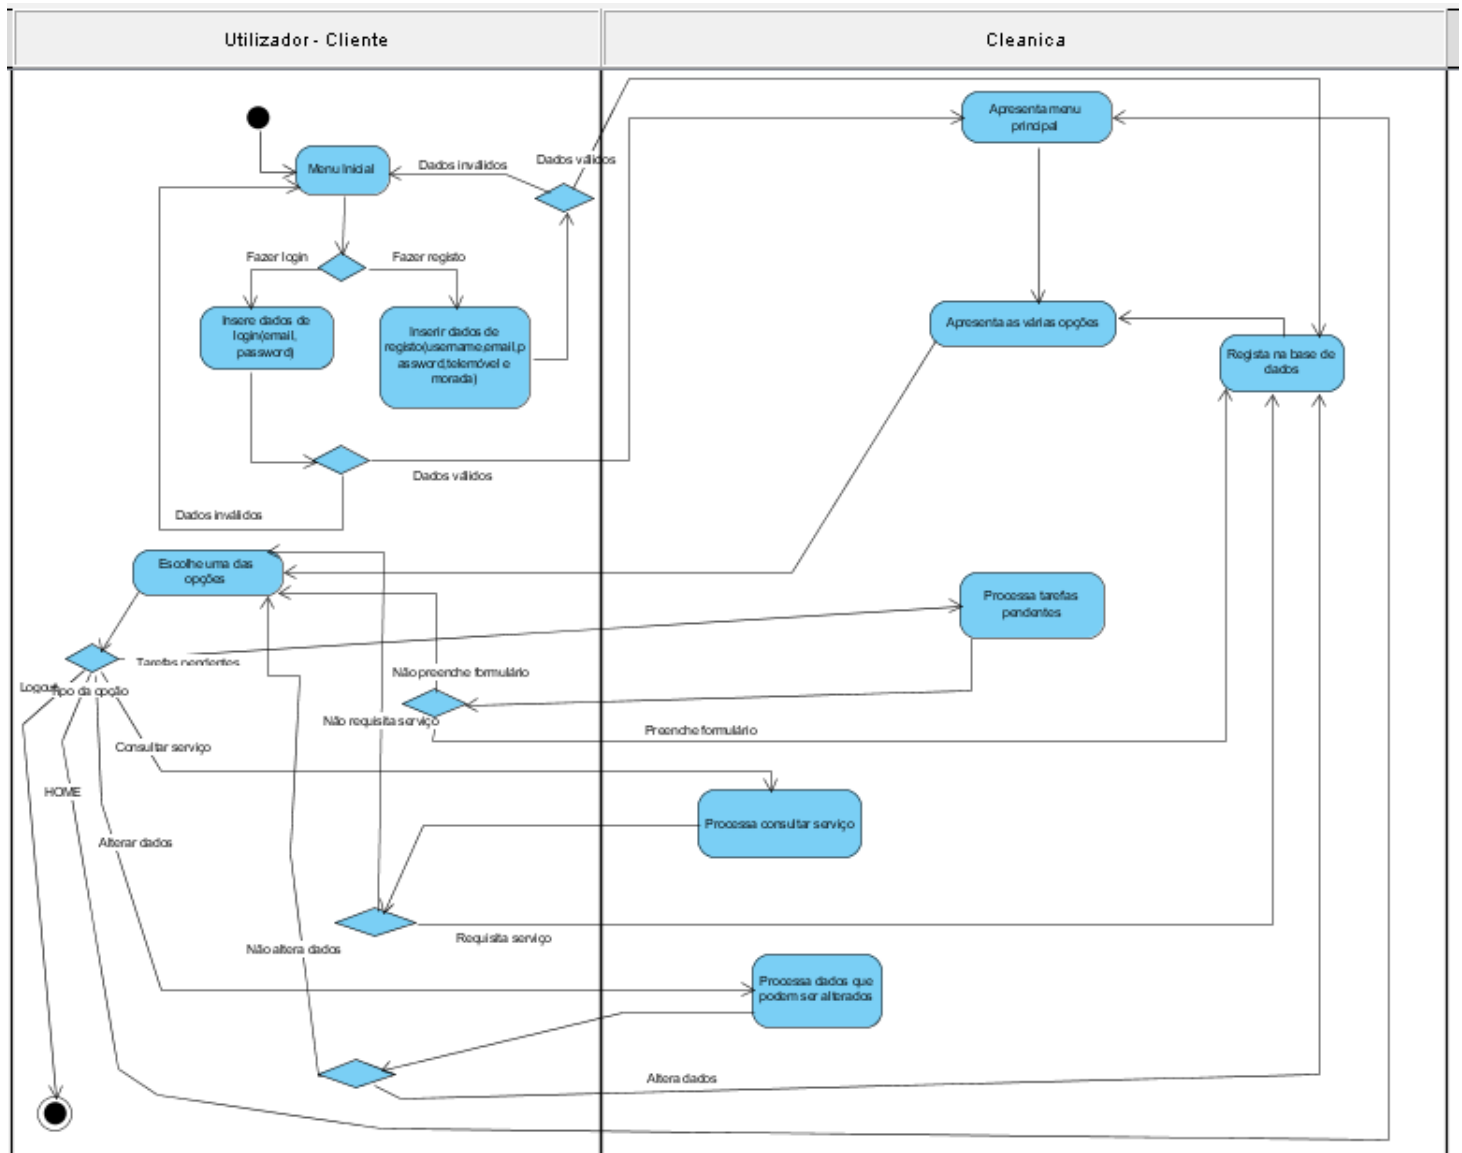 Utilizador - Cliente
Cleanica
Apresenta menu
principal
Menu Inicial
Dados inválidos
Dados válidos
Fazer login
Fazer registo
Insere dados de
login(email,
password)
Inserir dados de
registo(username,email,p
assword,telemóvel e
morada)
Apresenta as várias opções
Regista na base de
dados
Dados válidos
Dados inválidos
Escolhe uma das
opções
Processa tarefas
pendentes
Tarefas pendentes
Não preenche formulário
Logout
Tipo da opção
Não requisita serviço
Preenche formulário
Consultar serviço
HOME
Processa consultar serviço
Alterar dados
Requisita serviço
Não altera dados
Processa dados que
podem ser alterados
Altera dados